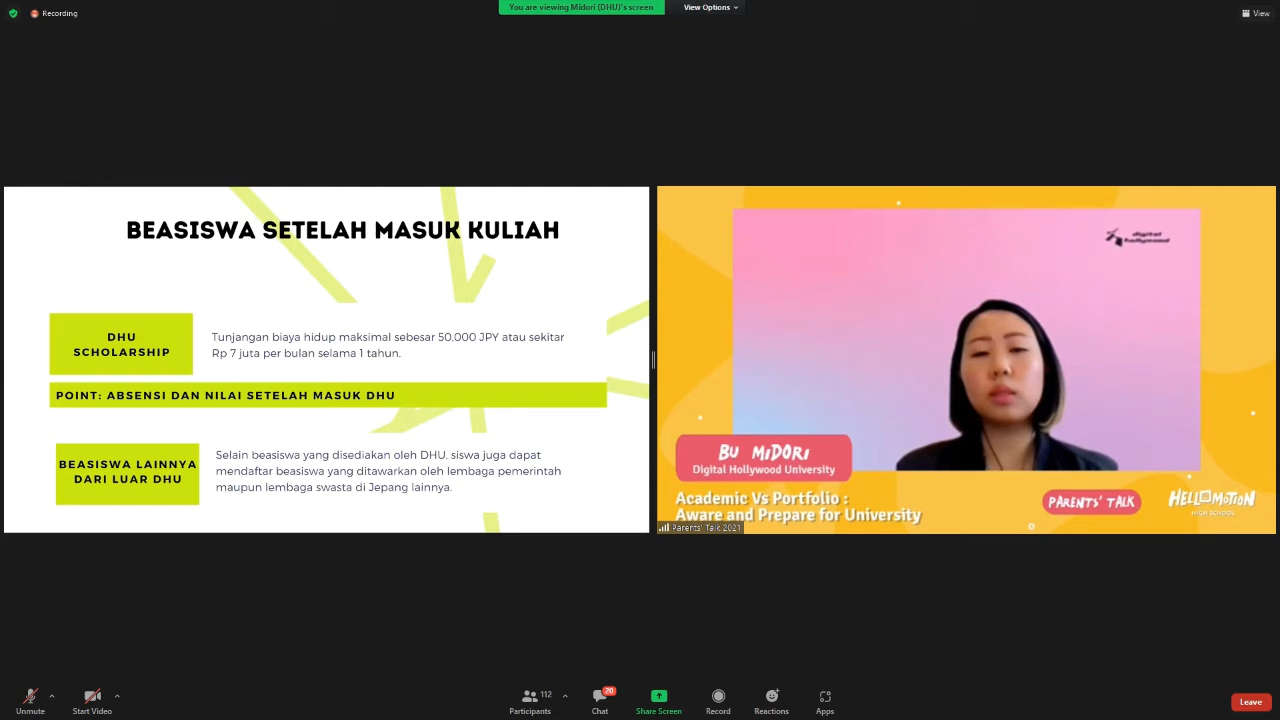 Recording
You are viewing Midori (DHU)'s screen
View Options
View
BEASISWA SETELAH MASUK KULIAH
DHU
SCHOLARSHIP
Tunjangan biaya hidup maksimal sebesar 50.000 JPY atau sekitar
Rp 7 juta per bulan selama 1 tahun.
POINT: ABSENSI DAN NILAI SETELAH MASUK DHU
BEASISWA LAINNYA
DARI LUAR DHU
Selain beasiswa yang disediakan oleh DHU, siswa juga dapat
mendaftar beasiswa yang ditawarkan oleh lembaga pemerintah
maupun lembaga swasta di Jepang lainnya.
digital
hollywood
BU MIDORI
Digital Hollywood University
Academic Vs Portfolio :
Aware and Prepare for University
PARENTS' TALK
HELLOMOTION
HIGH SCHOOL
Parents' Talk 2021
Unmute
Start Video
112
Participants
20
Chat
Share Screen
Record
Reactions
Apps
Leave